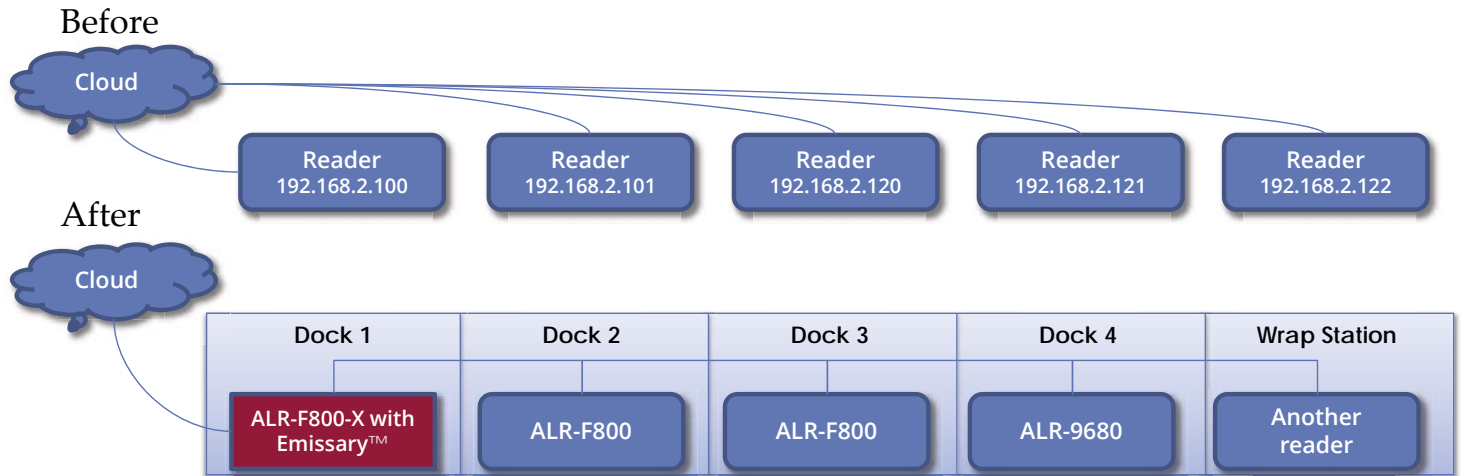 Before
Cloud
Reader
192.168.2.100
Reader
192.168.2.101
Reader
192.168.2.120
Reader
192.168.2.121
Reader
192.168.2.122
After
Cloud
Dock 1
Dock 2
Dock 3
Dock 4
Wrap Station
ALR-F800-X with
Emissary™
ALR-F800
ALR-F800
ALR-9680
Another
reader